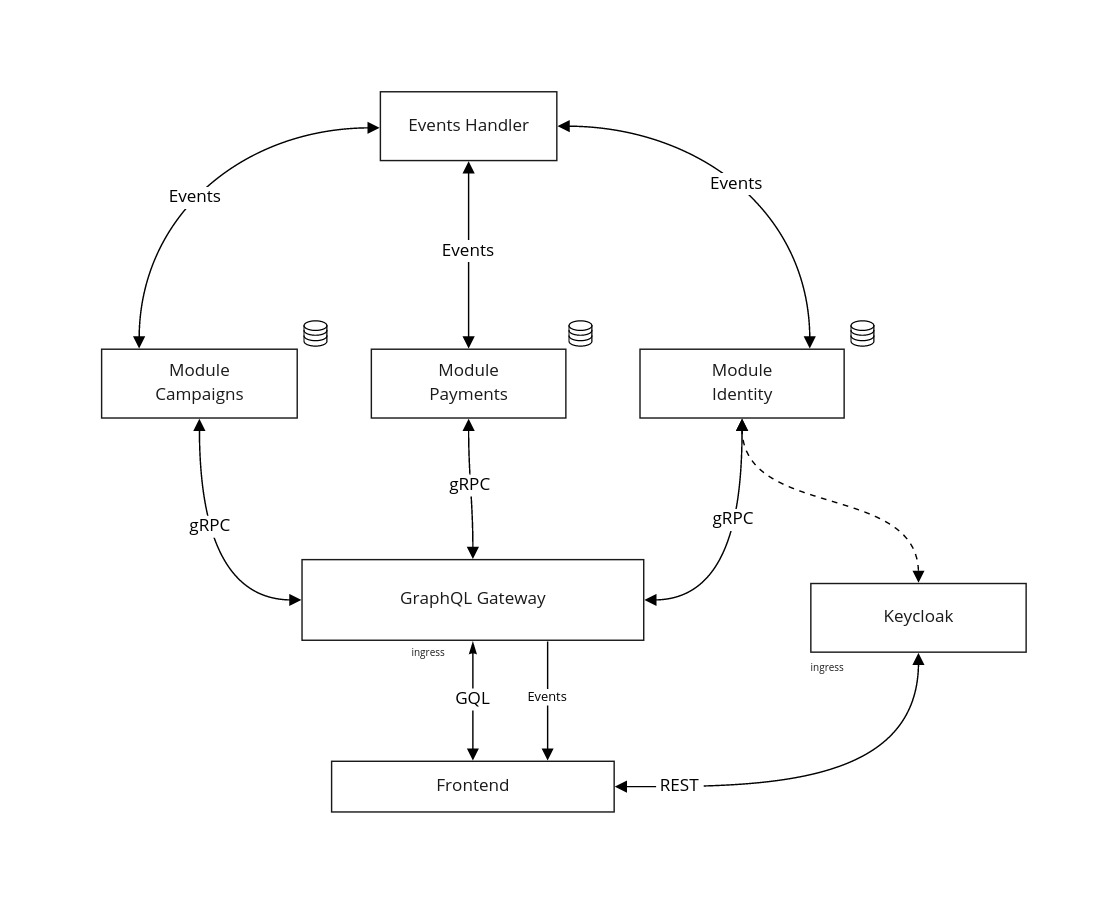 Events Handler
Events
Events
Events
Module
Campaigns
Module
Payments
Module
Identity
gRPC
gRPC
gRPC
GraphQL Gateway
Keycloak
ingress
ingress
GQL
Events
Frontend
REST